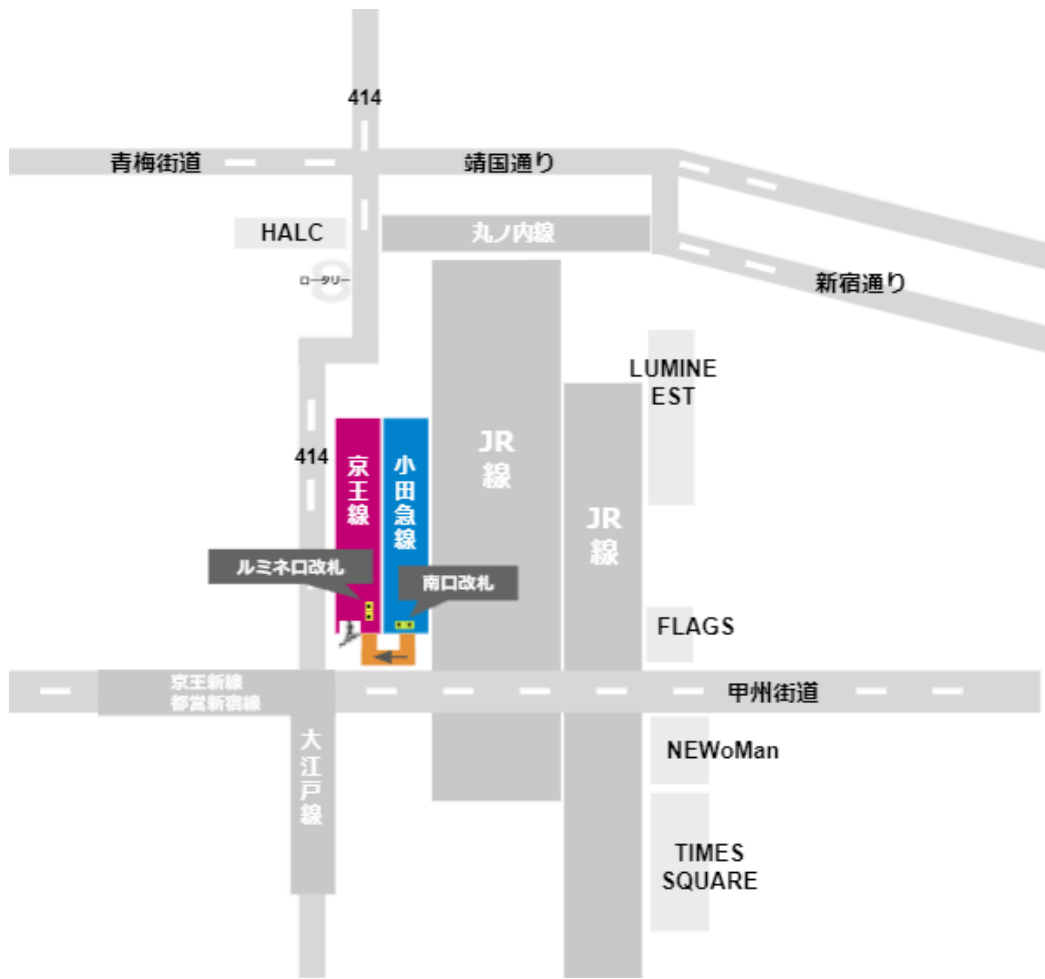 414
青梅街道
靖国通り
HALC
丸ノ内線
ロータリー
新宿通り
LUMINE
EST
JR
線
414
京王線
小田急線
JR
線
ルミネ口改札
南口改札
FLAGS
京王新線
都営新宿線
甲州街道
大江戸線
NEWoMan
TIMES
SQUARE